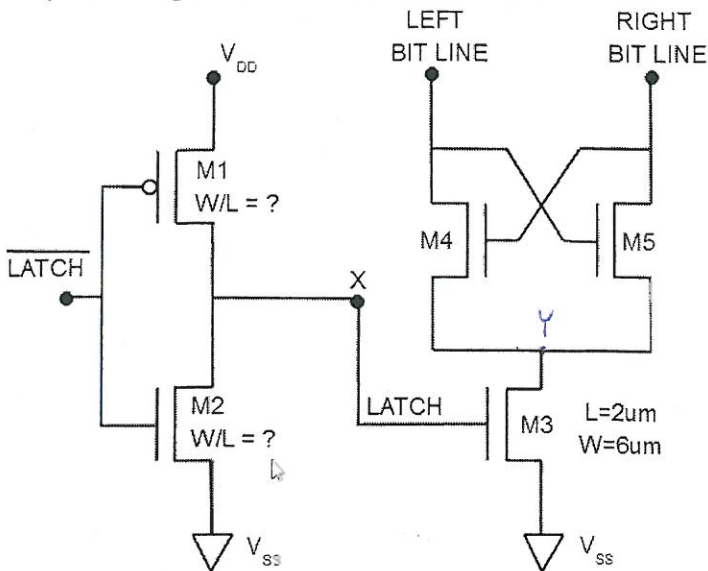 LEFT
BIT LINE
RIGHT
BIT LINE
V_DD
M1
W/L = ?
LATCH
X
M4
M5
Y
M2
W/L = ?
LATCH
M3
L=2um
W=6um
V_SS
V_SS